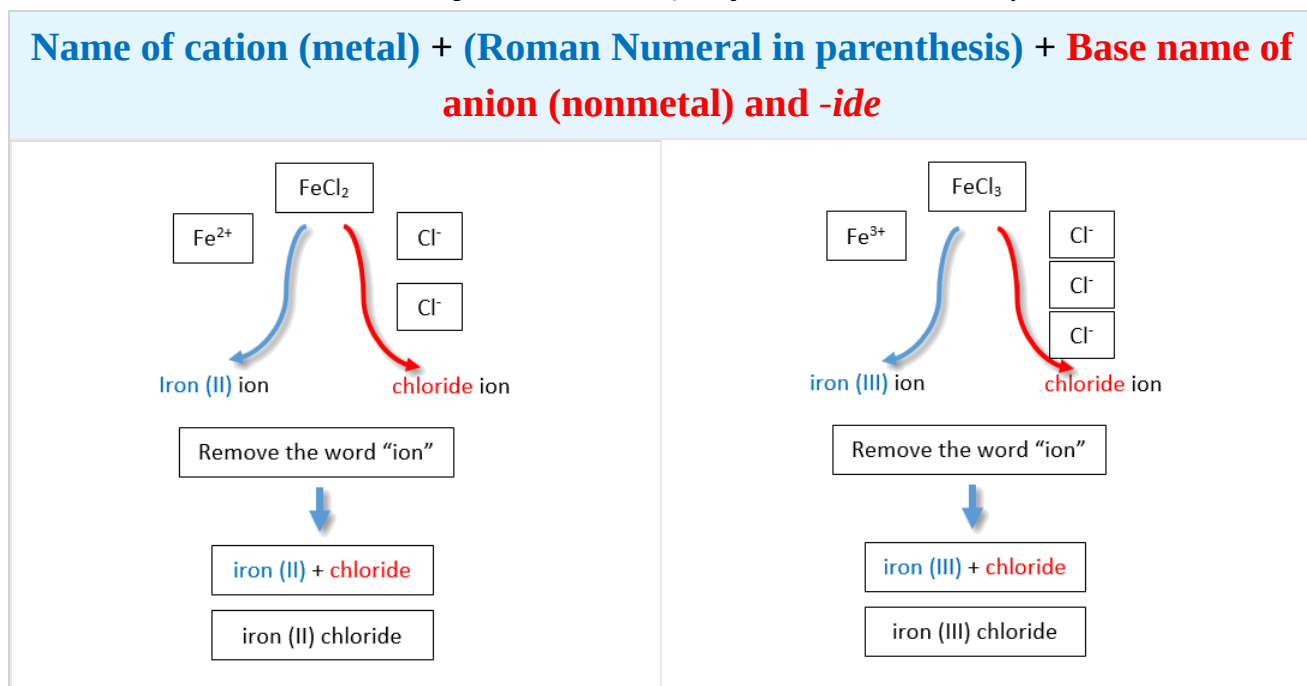 Name of cation (metal) + (Roman Numeral in parenthesis) + Base name of
anion (nonmetal) and -ide
FeCl₂
Fe²⁺
Cl⁻
Cl⁻
Iron (II) ion
chloride ion
Remove the word “ion”
iron (II) + chloride
iron (II) chloride
FeCl₃
Fe³⁺
Cl⁻
Cl⁻
Cl⁻
iron (III) ion
chloride ion
Remove the word “ion”
iron (III) + chloride
iron (III) chloride